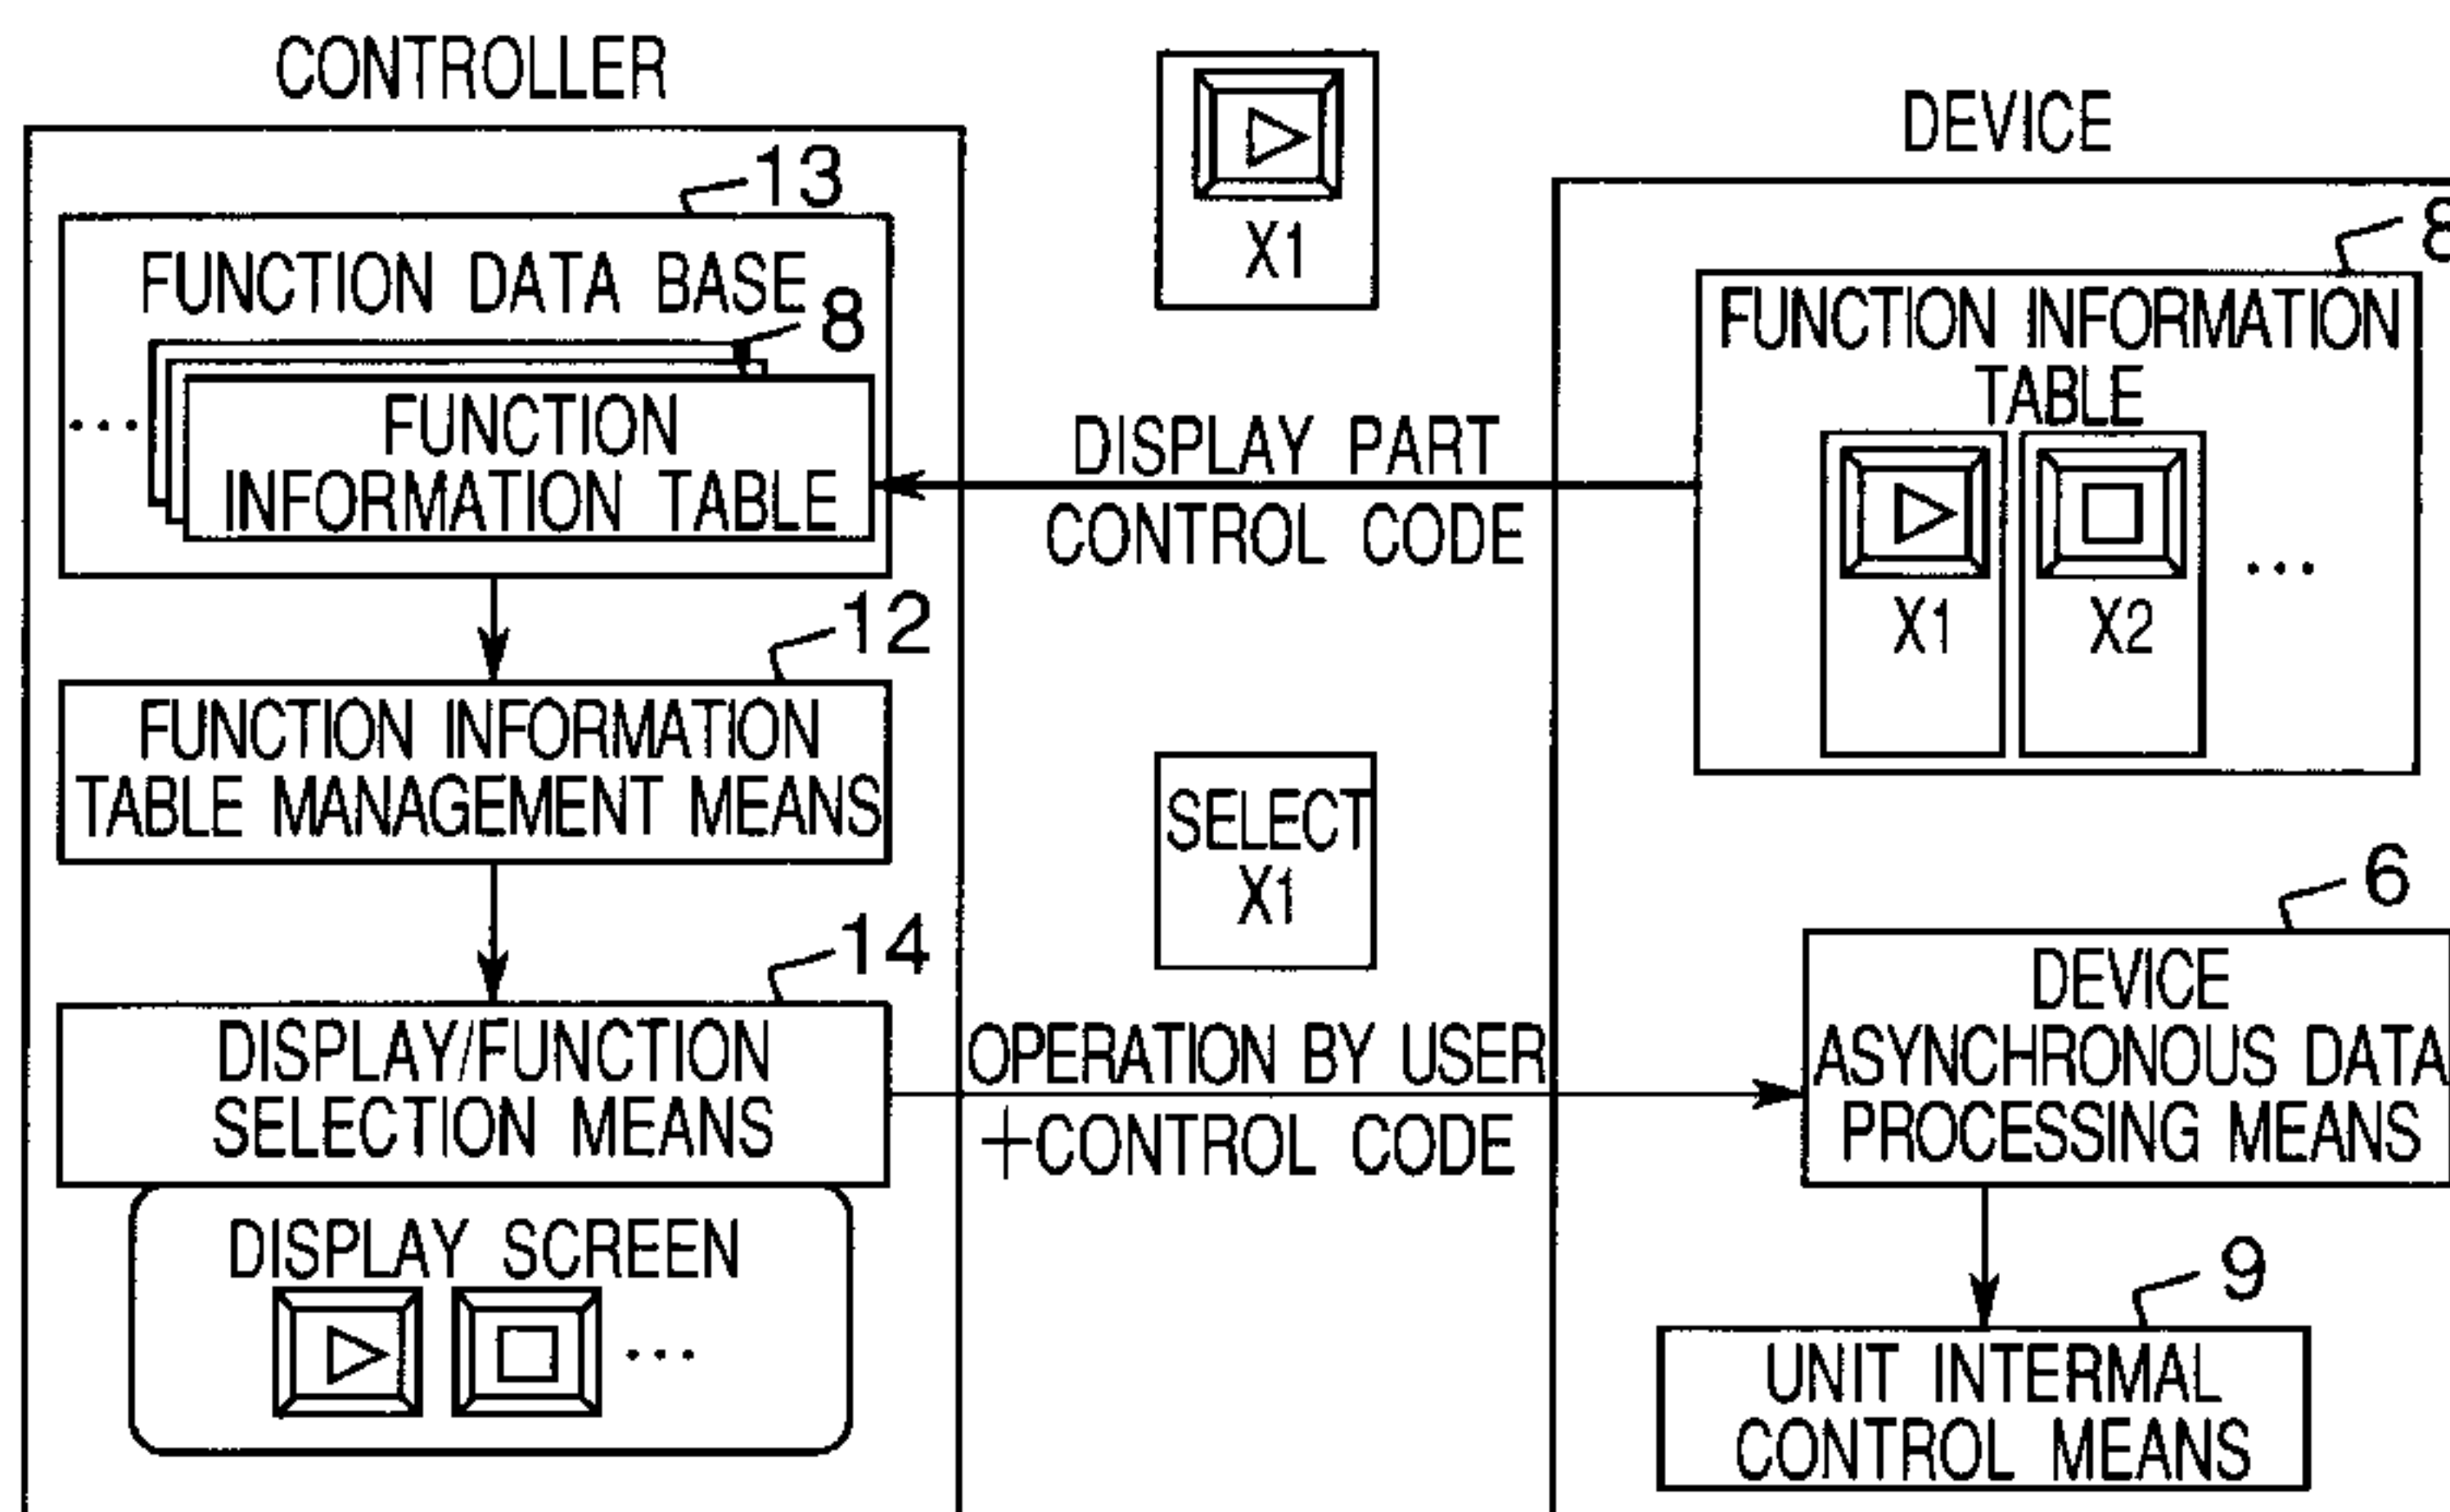 CONTROLLER
13
FUNCTION DATA BASE
8
...
FUNCTION
INFORMATION TABLE
12
FUNCTION INFORMATION
TABLE MANAGEMENT MEANS
14
DISPLAY/FUNCTION
SELECTION MEANS
DISPLAY SCREEN
...
X1
DISPLAY PART
CONTROL CODE
SELECT
X1
OPERATION BY USER
+CONTROL CODE
DEVICE
8
FUNCTION INFORMATION
TABLE
X1 X2 ...
6
DEVICE
ASYNCHRONOUS DATA
PROCESSING MEANS
9
UNIT INTERMAL
CONTROL MEANS